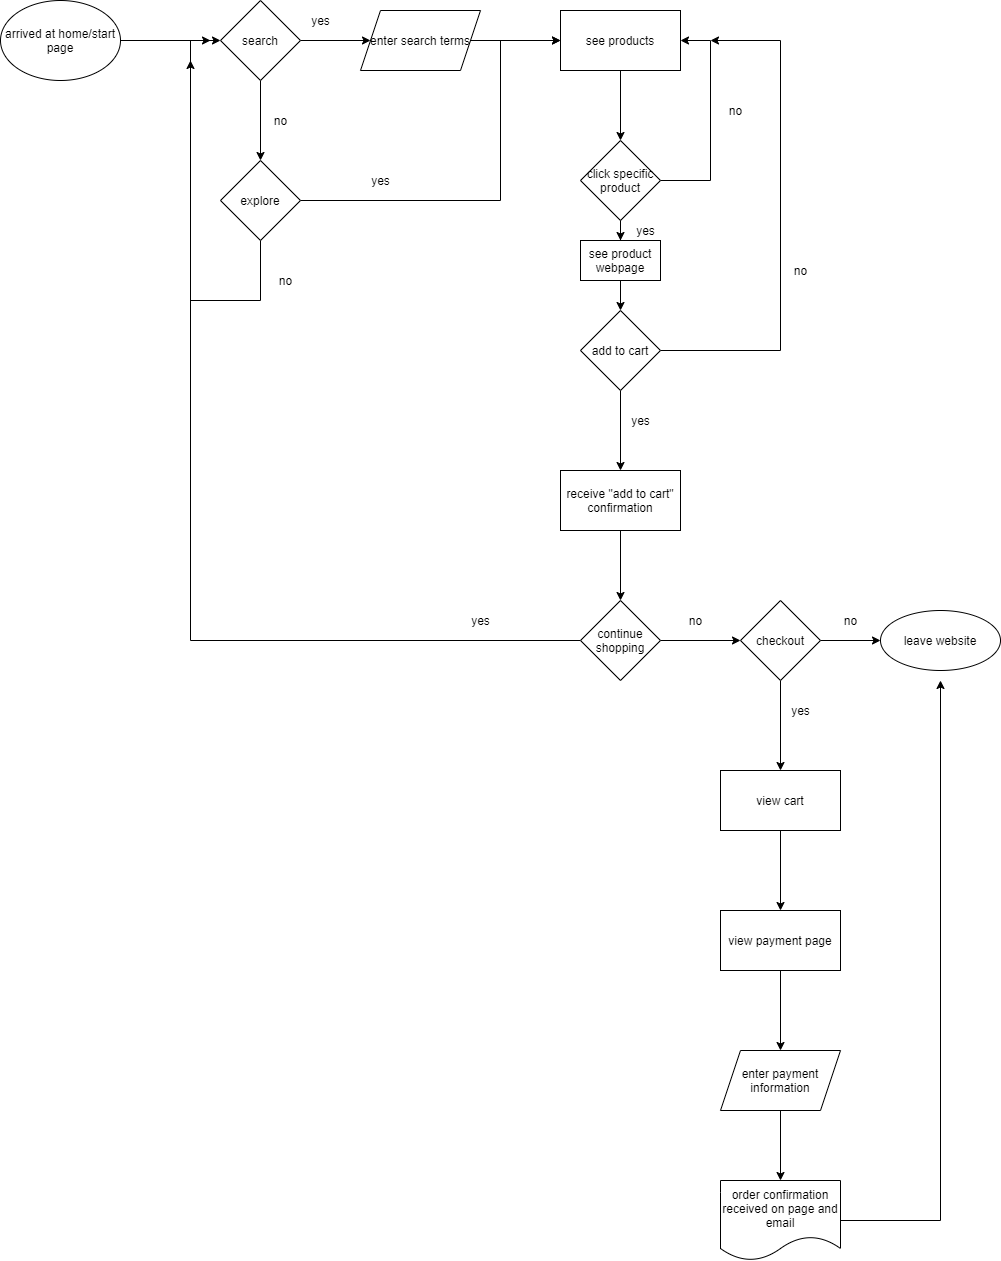 arrived at home/start
page
search
yes
enter search terms
see products
no
no
explore
yes
click specific
product
yes
see product
webpage
no
no
add to cart
yes
receive "add to cart"
confirmation
yes
continue
shopping
no
checkout
no
leave website
yes
view cart
view payment page
enter payment
information
order confirmation
received on page and
email